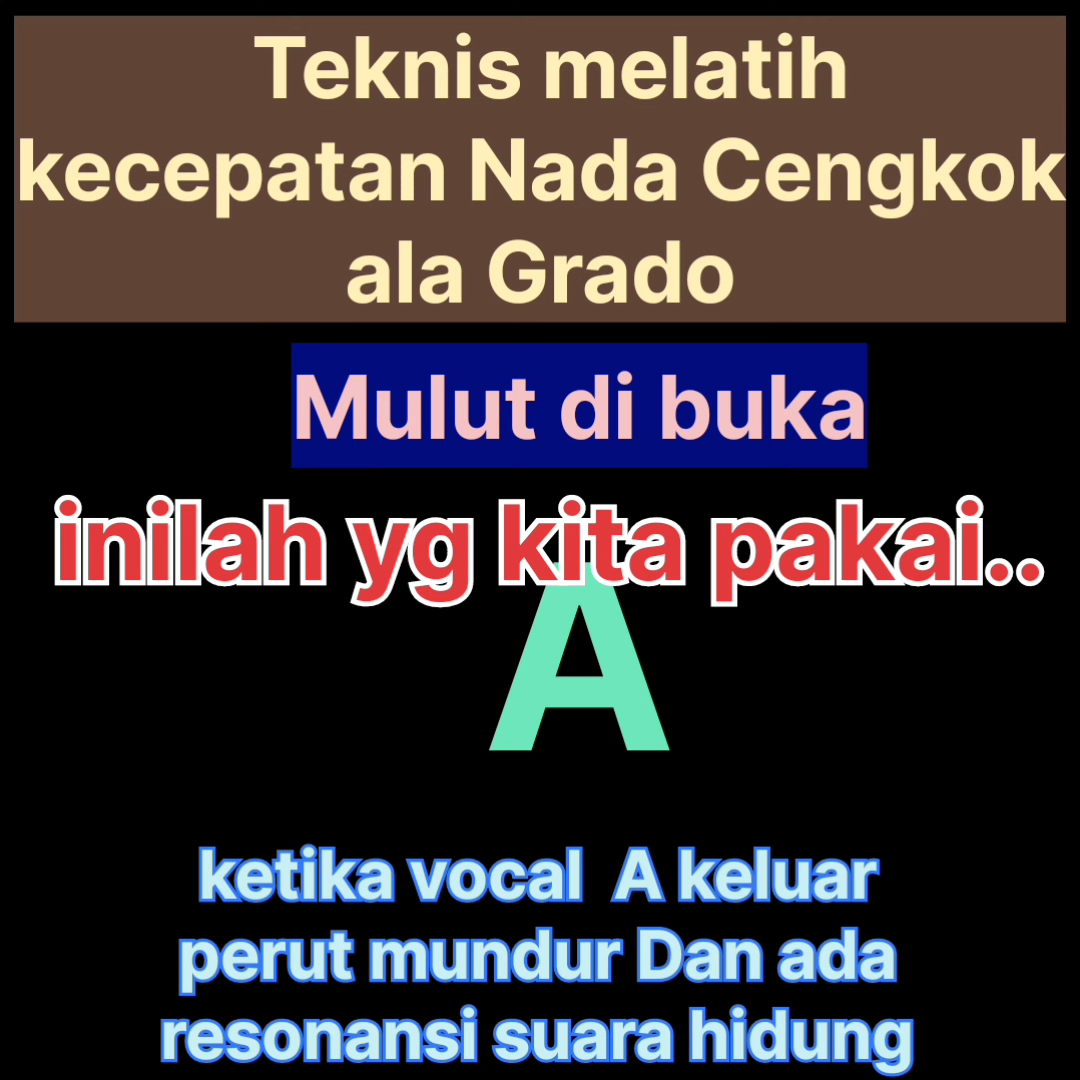 Teknis melatih
kecepatan Nada Cengkok
ala Grado
Mulut di buka
inilah yg kita pakai..
A
ketika vocal A keluar
perut mundur Dan ada
resonansi suara hidung